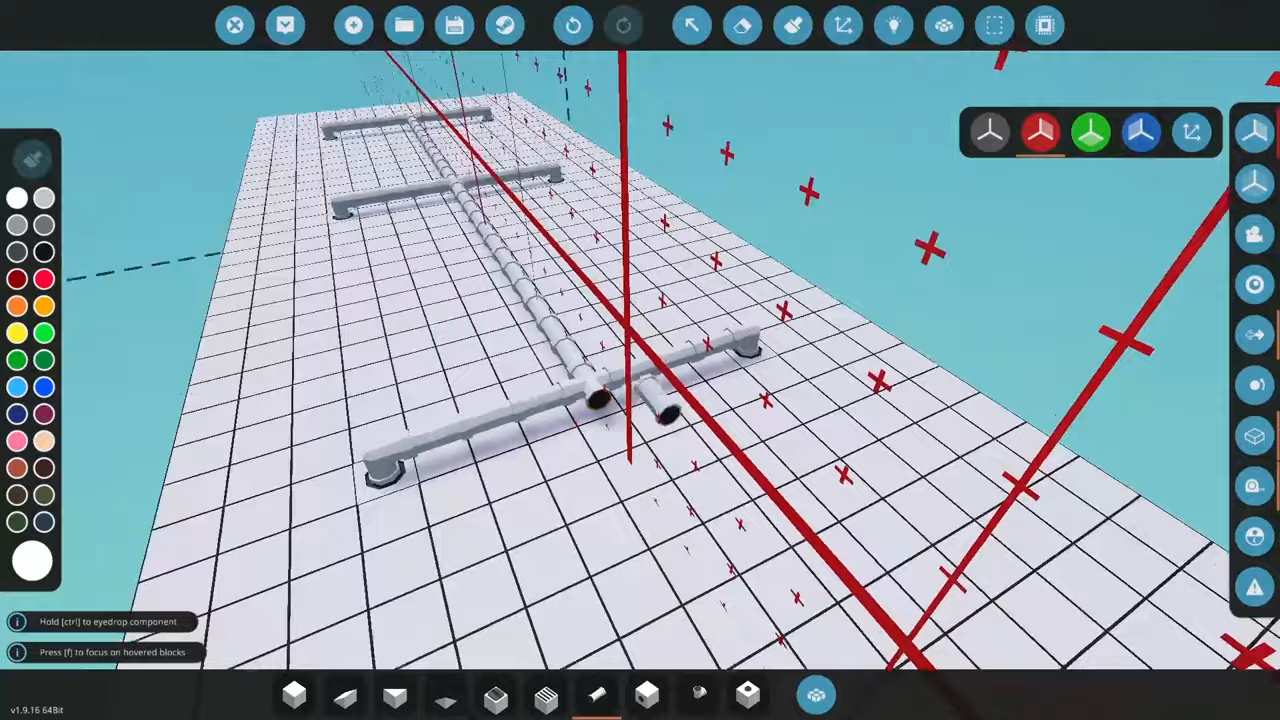 Hold [ctrl] to eyedrop component
Press [f] to focus on hovered blocks
v1.9.16 64Bit